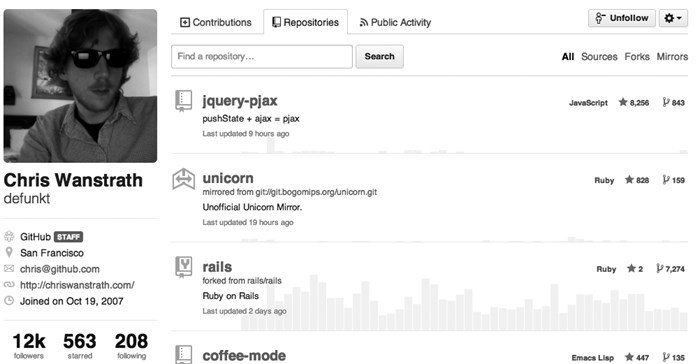 Contributions
Repositories
Public Activity
Unfollow
Find a repository…
Search
All Sources Forks Mirrors
jquery-pjax
JavaScript 8,256 843
pushState + ajax = pjax
Last updated 9 hours ago
unicorn
Ruby 828 159
mirrored from git://git.bogomips.org/unicorn.git
Unofficial Unicorn Mirror.
Last updated 19 hours ago
rails
Ruby 2 7,274
forked from rails/rails
Ruby on Rails
Last updated 2 days ago
coffee-mode
Emacs Lisp 447 135
Chris Wanstrath
defunkt
GitHub STAFF
San Francisco
chris@github.com
http://chriswanstrath.com/
Joined on Oct 19, 2007
12k 563 208
followers starred following